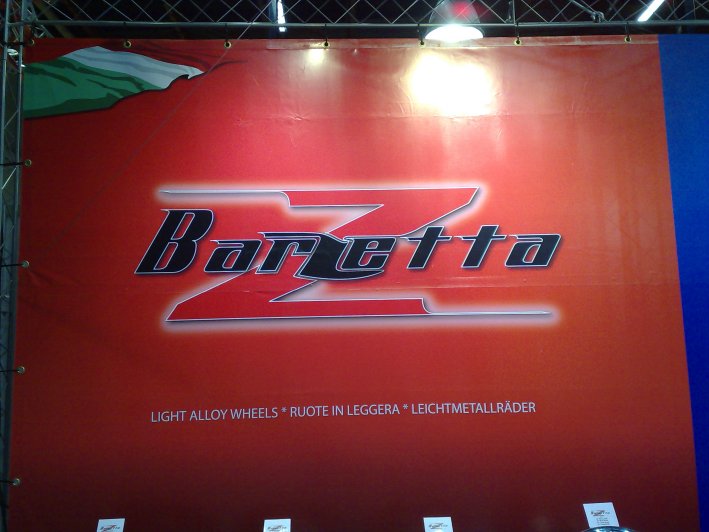 Barzetta
LIGHT ALLOY WHEELS * RUOTE IN LEGGERA * LEICHTMETALLRÄDER